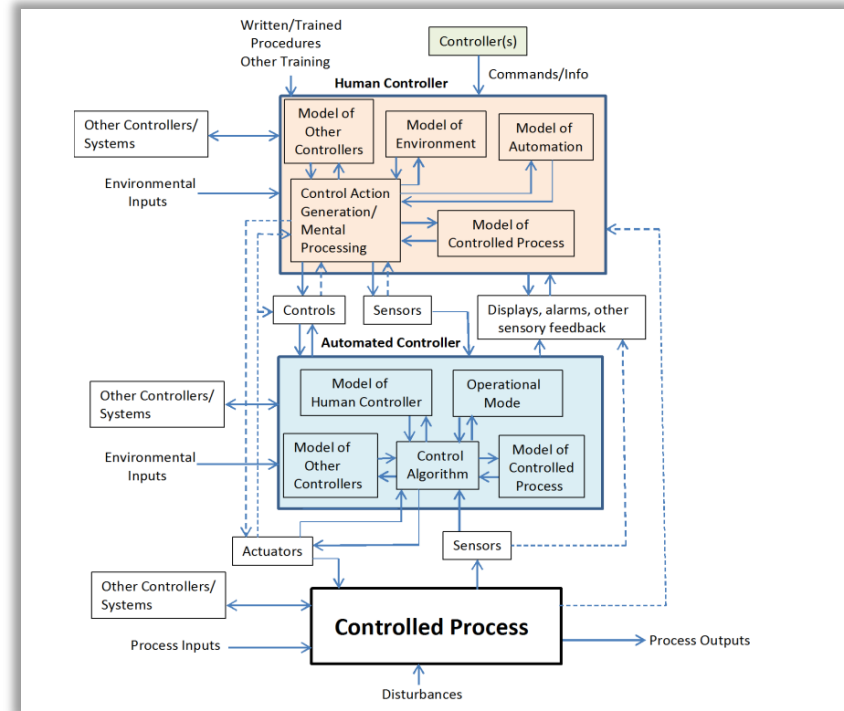 Written/Trained
Procedures
Other Training
Controller(s)
Commands/Info
Human Controller
Other Controllers/
Systems
Model of
Other
Controllers
Model of
Environment
Model of
Automation
Environmental
Inputs
Control Action
Generation/
Mental
Processing
Model of
Controlled Process
Controls
Sensors
Displays, alarms, other
sensory feedback
Automated Controller
Other Controllers/
Systems
Model of
Human Controller
Operational
Mode
Environmental
Inputs
Model of
Other
Controllers
Control
Algorithm
Model of
Controlled
Process
Actuators
Sensors
Other Controllers/
Systems
Controlled Process
Process Inputs
Process Outputs
Disturbances